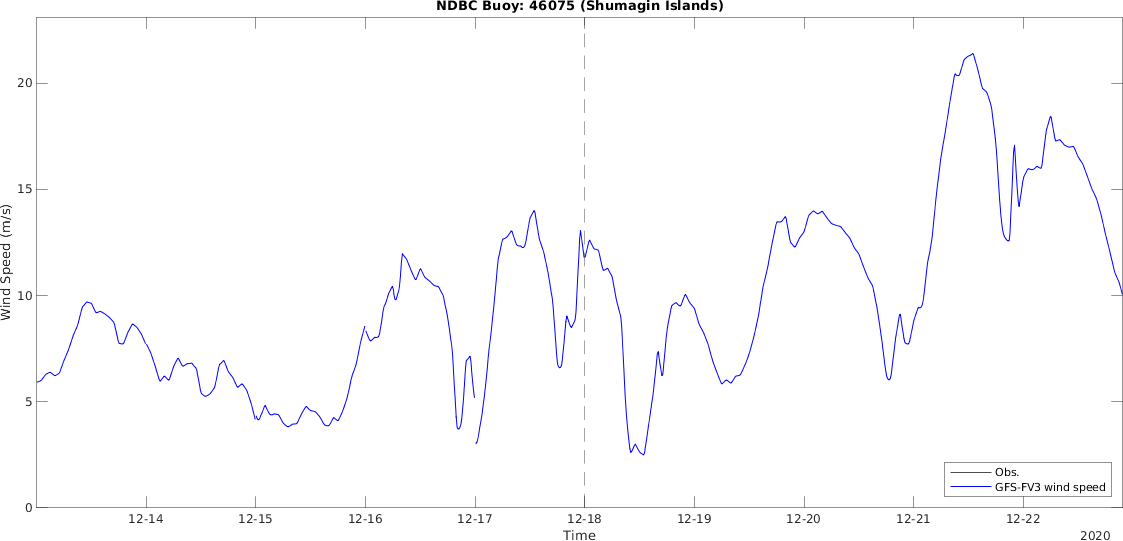 NDBC Buoy: 46075 (Shumagin Islands)
Wind Speed (m/s)
20
15
10
5
0
12-14 12-15 12-16 12-17 12-18 12-19 12-20 12-21 12-22
Time
2020
Obs.
GFS-FV3 wind speed